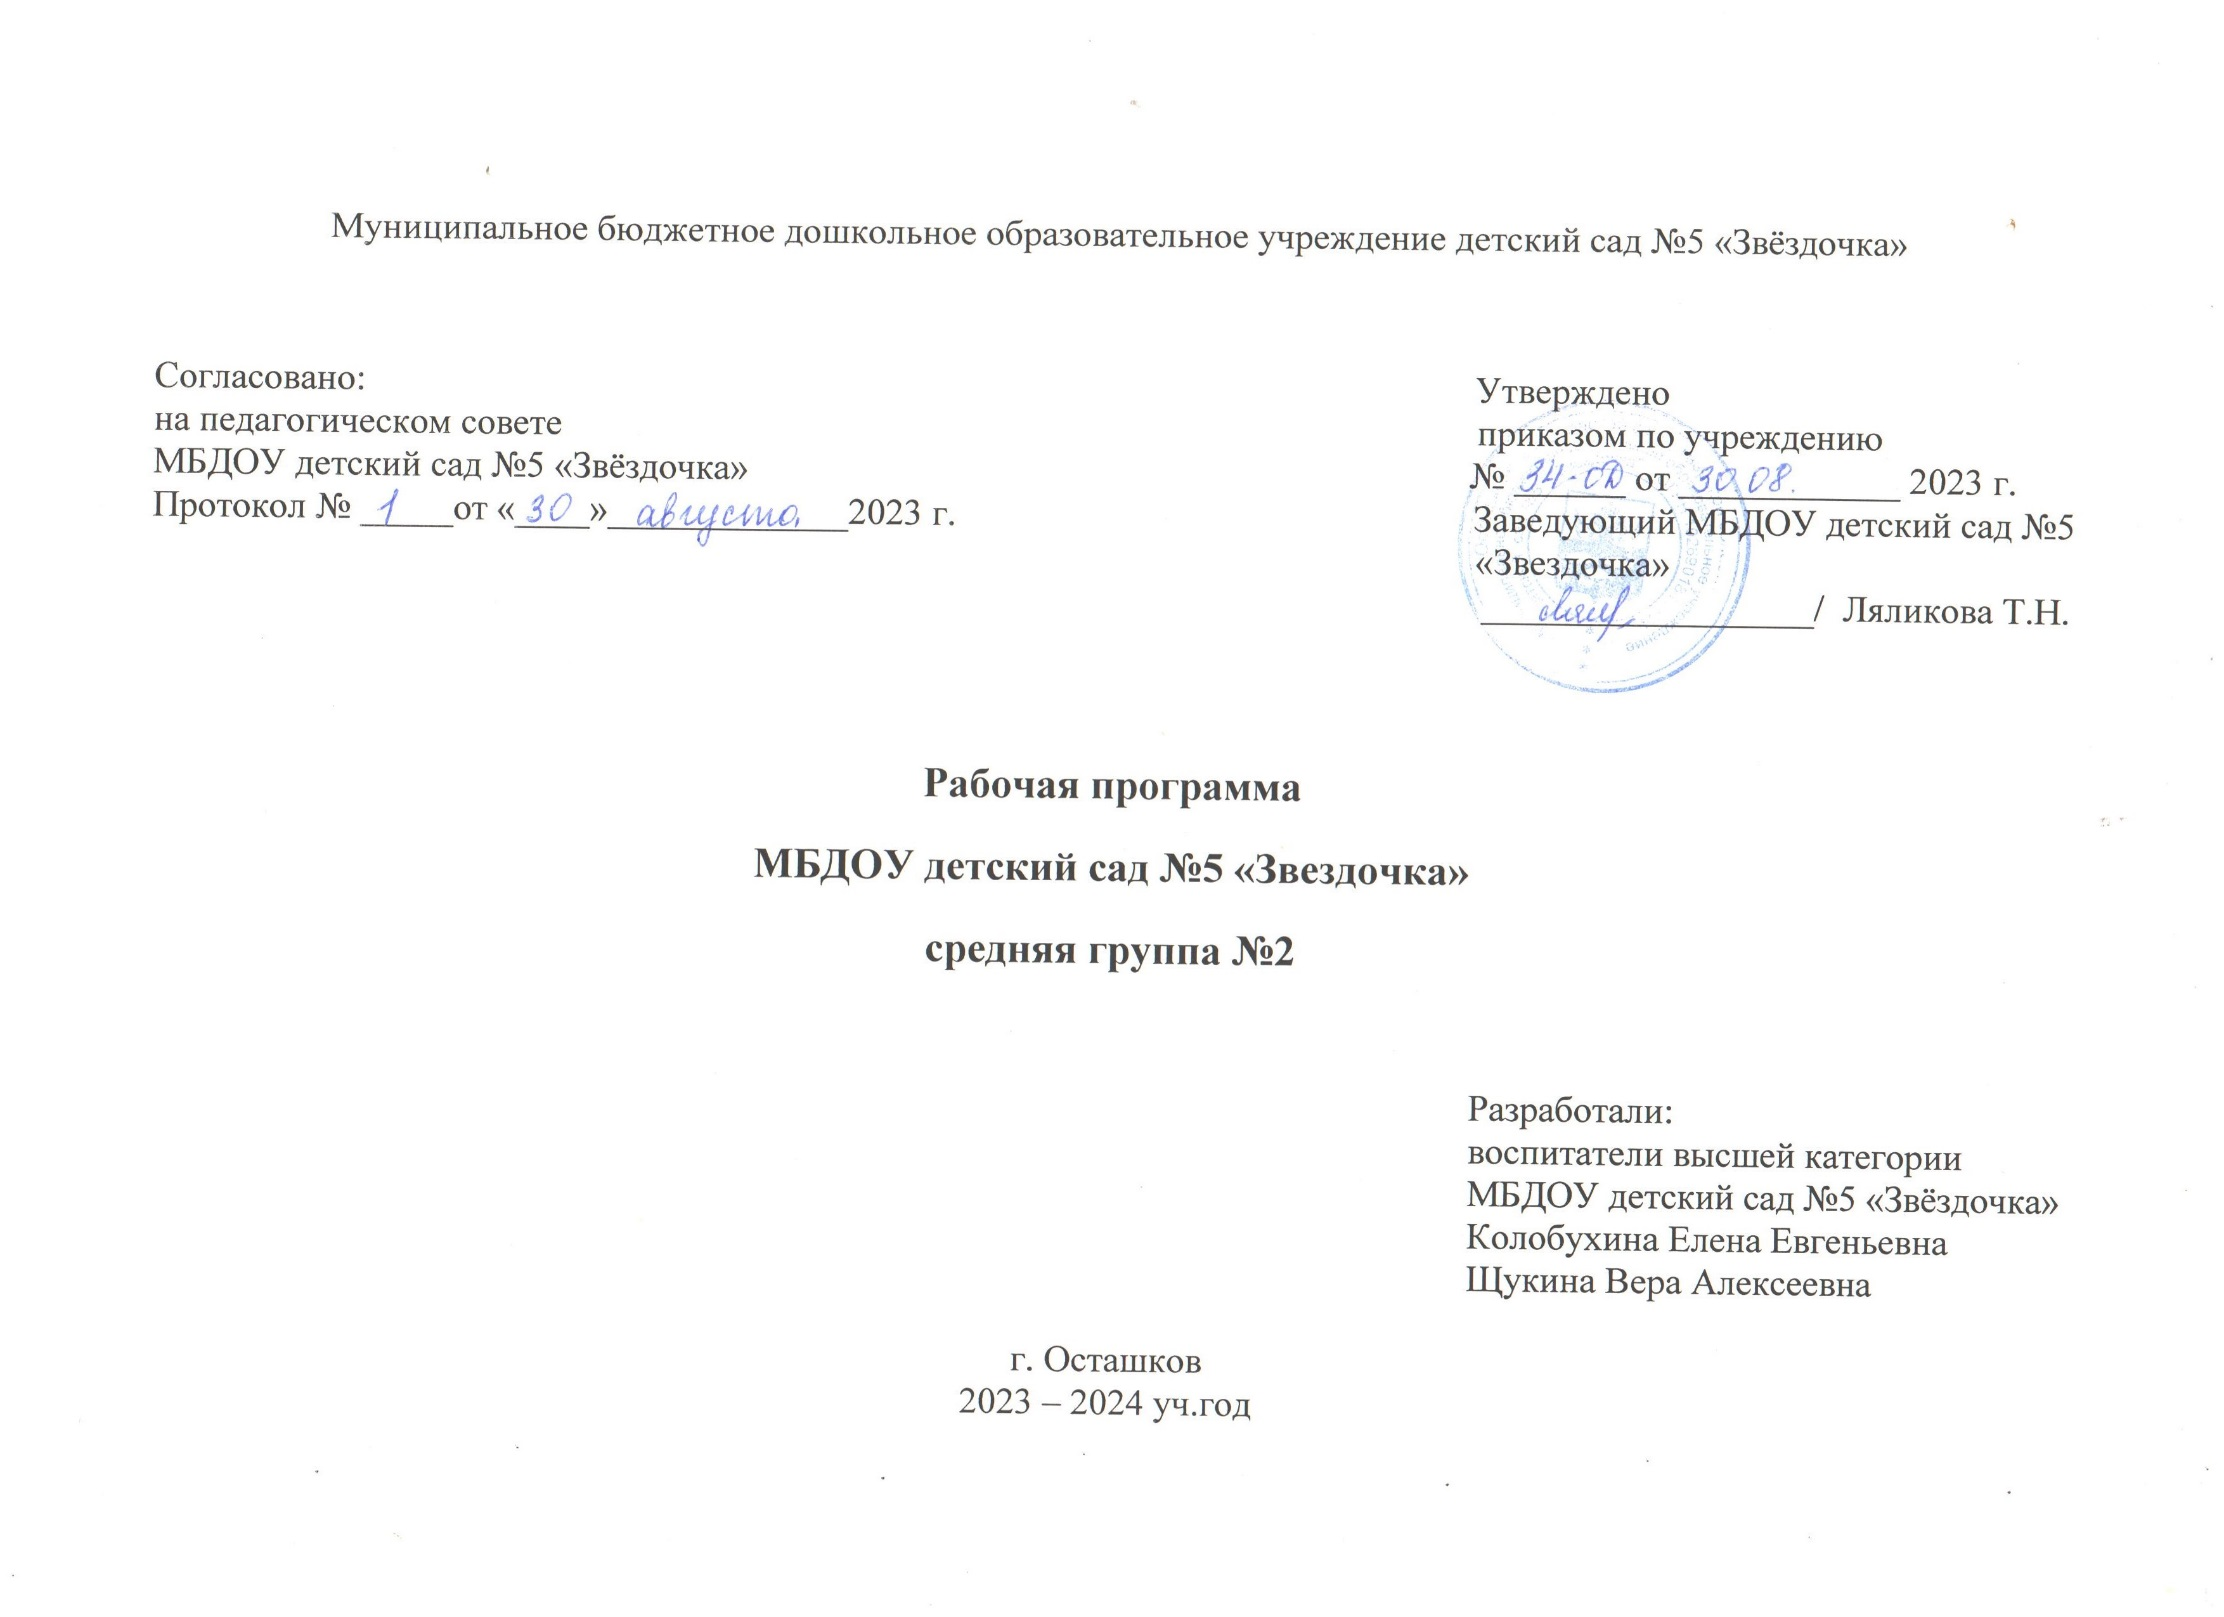 Муниципальное бюджетное дошкольное образовательное учреждение детский сад №5 «Звёздочка»
Согласовано:
на педагогическом совете
МБДОУ детский сад №5 «Звёздочка»
Протокол № 1 от «30» августа 2023 г.
Утверждено
приказом по учреждению
№ 34-ОД от 30.08. 2023 г.
Заведующий МБДОУ детский сад №5
«Звездочка»
/ Ляликова Т.Н.
Рабочая программа
МБДОУ детский сад №5 «Звездочка»
средняя группа №2
Разработали:
воспитатели высшей категории
МБДОУ детский сад №5 «Звёздочка»
Колобухина Елена Евгеньевна
Щукина Вера Алексеевна
г. Осташков
2023 – 2024 уч.год